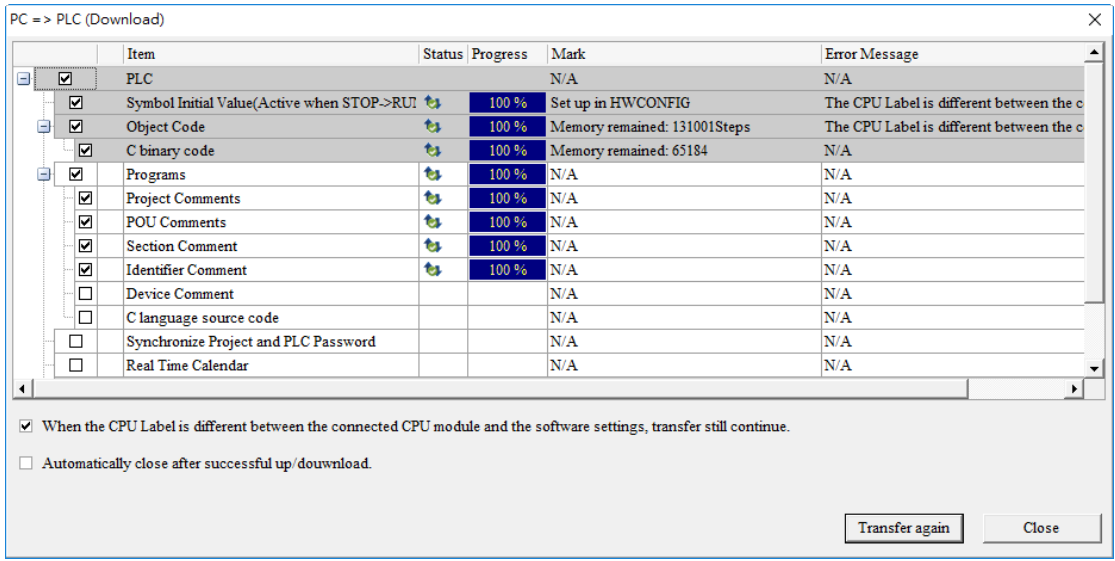 PC => PLC (Download)
Item Status Progress Mark Error Message
PLC N/A N/A
Symbol Initial Value(Active when STOP->RU 100 % Set up in HWCONFIG The CPU Label is different between the c
Object Code 100 % Memory remained: 131001Steps The CPU Label is different between the c
C binary code 100 % Memory remained: 65184 N/A
Programs 100 % N/A N/A
Project Comments 100 % N/A N/A
POU Comments 100 % N/A N/A
Section Comment 100 % N/A N/A
Identifier Comment 100 % N/A N/A
Device Comment N/A N/A
C language source code N/A N/A
Synchronize Project and PLC Password N/A N/A
Real Time Calendar N/A N/A
When the CPU Label is different between the connected CPU module and the software settings, transfer still continue.
Automatically close after successful up/douwnload.
Transfer again Close